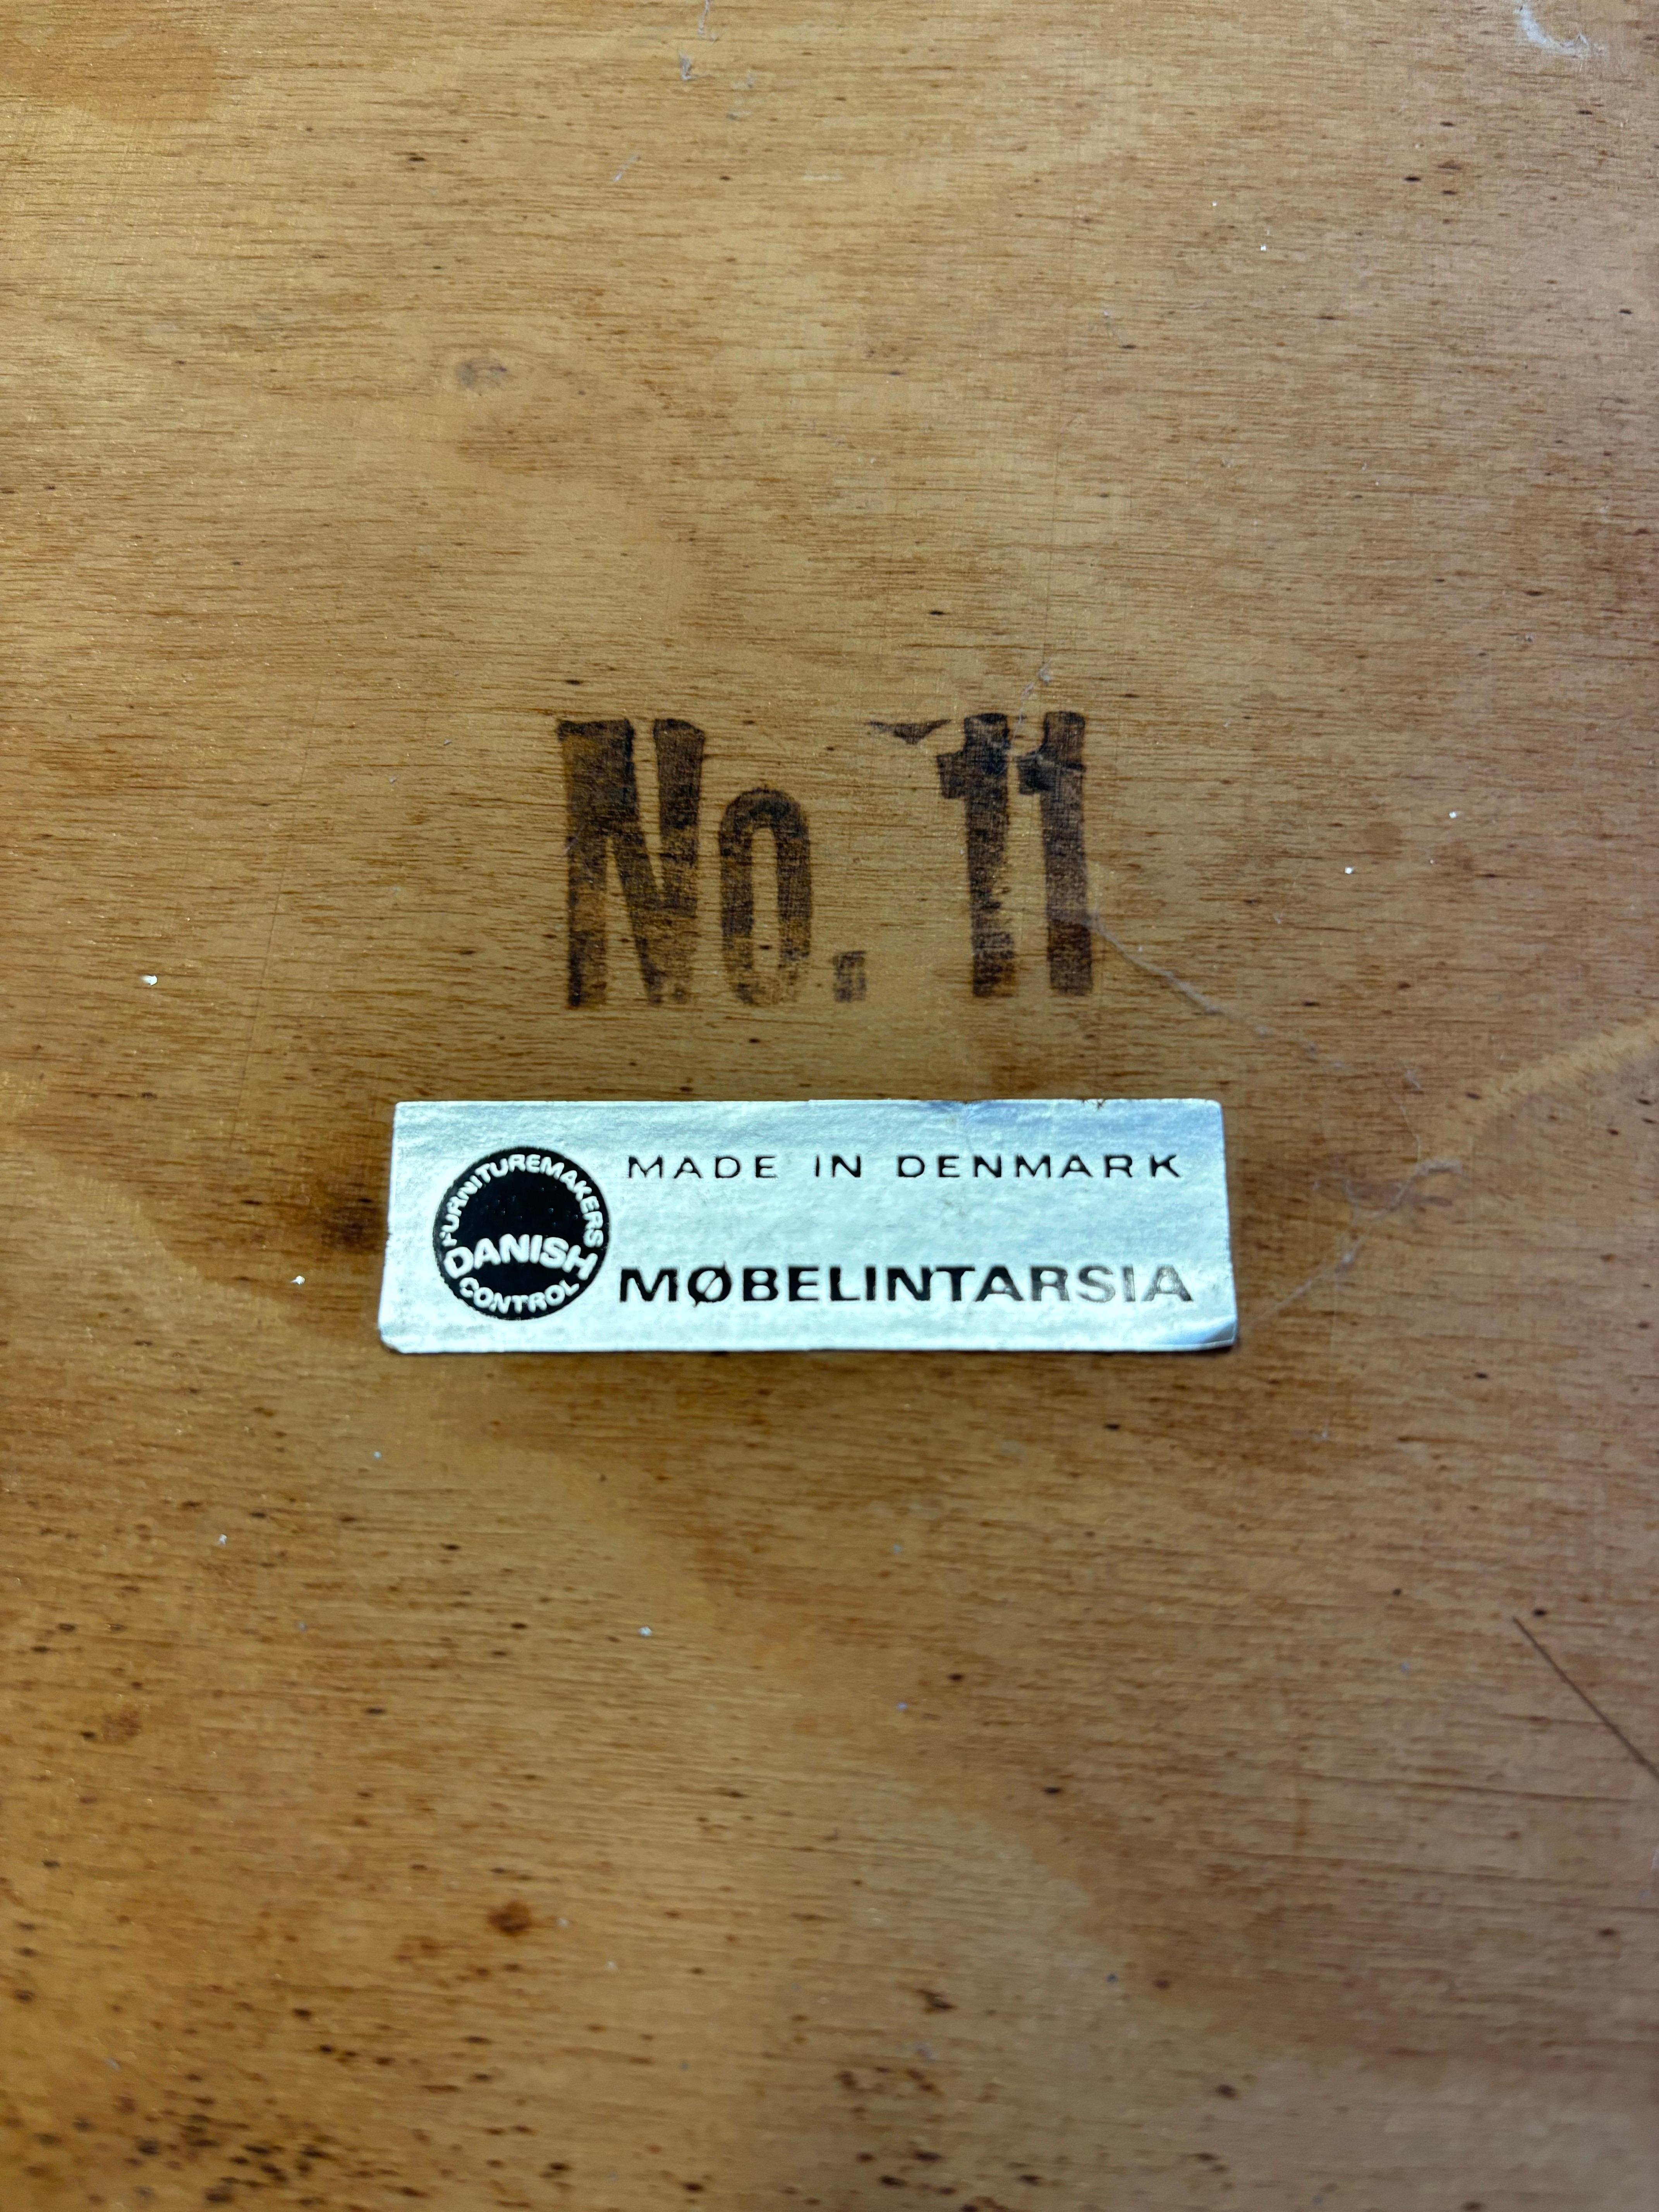 No. 11
MADE IN DENMARK
FURNITUREMAKERS
DANISH
CONTROL
MØBELINTARSIA